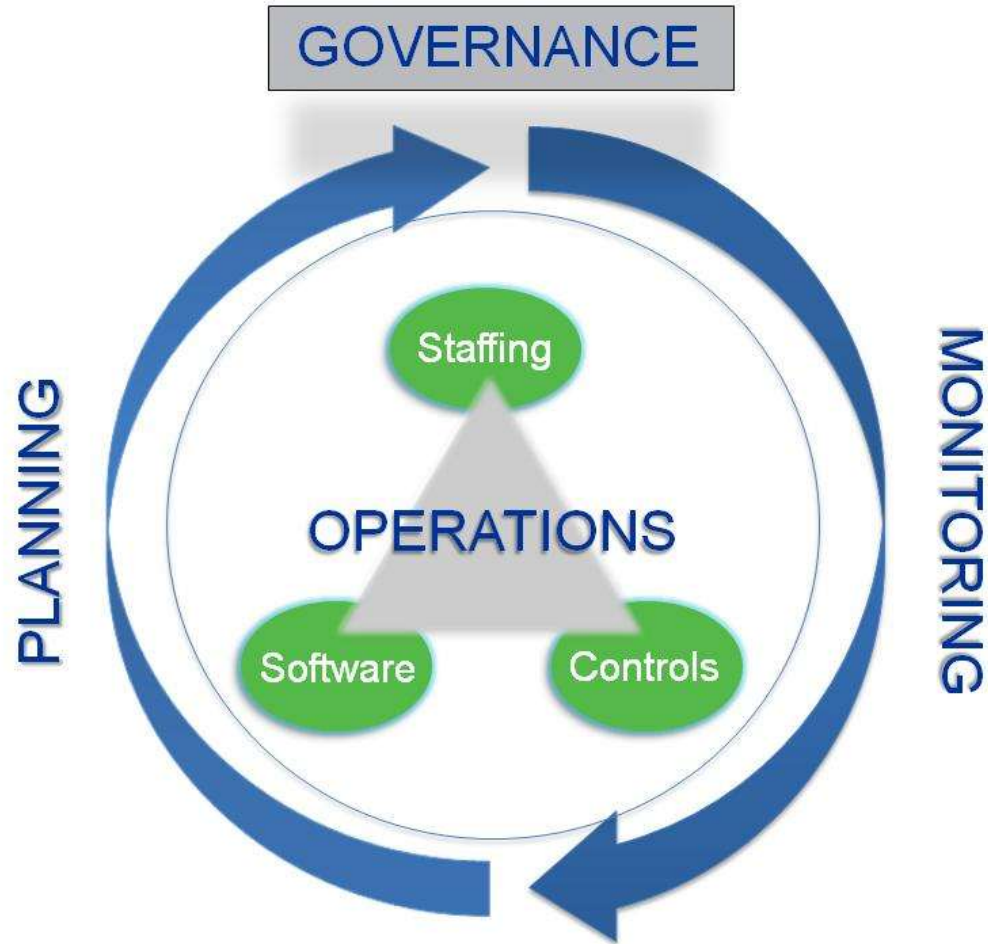 GOVERNANCE
PLANNING
MONITORING
Staffing
OPERATIONS
Software
Controls